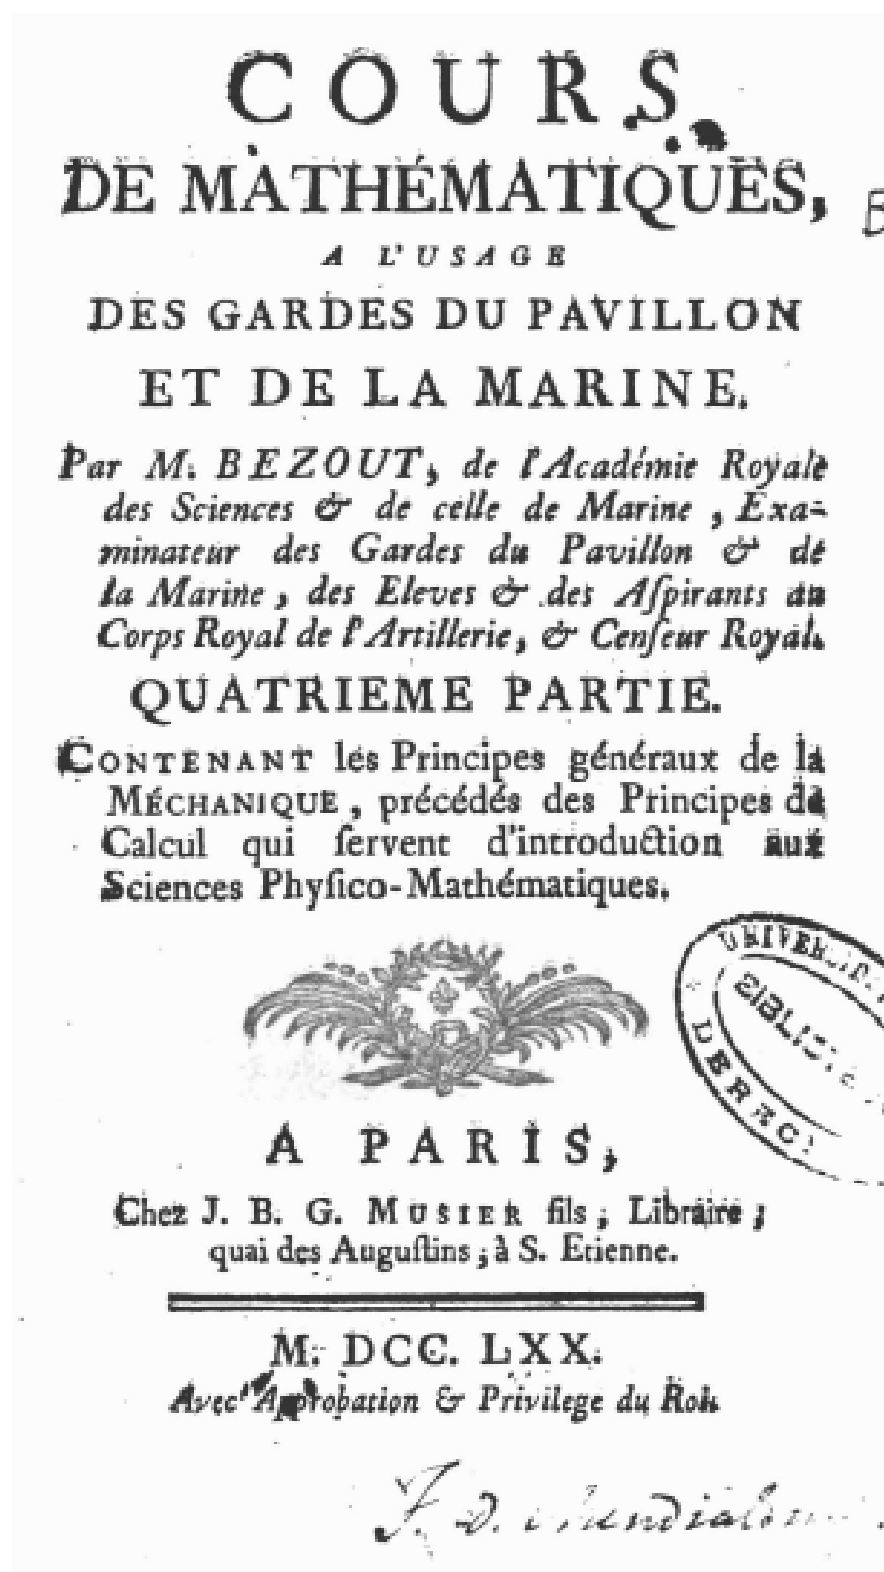 COURS
DE MATHÉMATIQUES,
A L'USAGE
DES GARDES DU PAVILLON
ET DE LA MARINE.
Par M. BEZOUT, de l'Académie Royale
des Sciences & de celle de Marine, Exa-
minateur des Gardes du Pavillon & de
la Marine, des Eleves & des Aſpirants au
Corps Royal de l'Artillerie, & Cenſeur Royal.
QUATRIEME PARTIE.
CONTENANT les Principes généraux de la
MÉCHANIQUE, précédés des Principes de
Calcul qui ſervent d'introduction aux
Sciences Phyſico-Mathématiques.
A PARIS,
Chez J. B. G. MUSIER fils, Libraire;
quai des Auguſtins; à S. Etienne.
M. DCC. LXX.
Avec Approbation & Privilege du Roi.